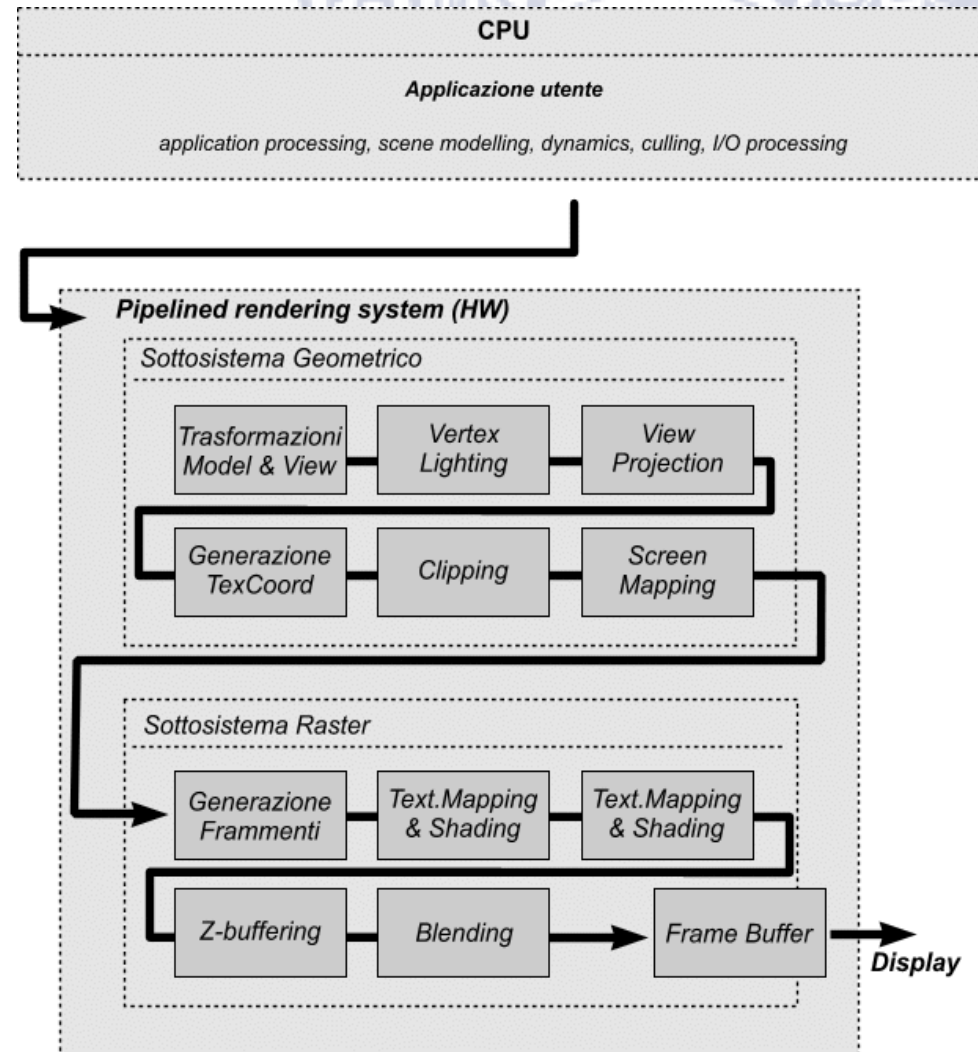 CPU
Applicazione utente
application processing, scene modelling, dynamics, culling, I/O processing
Pipelined rendering system (HW)
Sottosistema Geometrico
Trasformazioni
Model & View
Vertex
Lighting
View
Projection
Generazione
TexCoord
Clipping
Screen
Mapping
Sottosistema Raster
Generazione
Frammenti
Text.Mapping
& Shading
Text.Mapping
& Shading
Z-buffering
Blending
Frame Buffer
Display